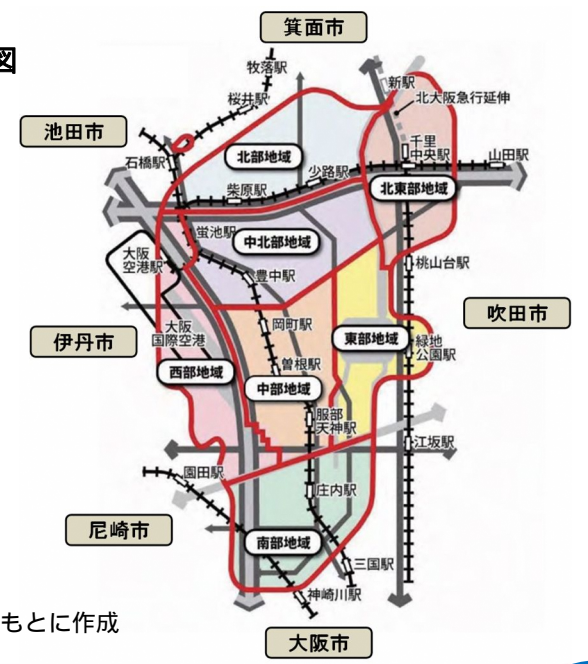 箕面市
図
牧落駅
新駅
桜井駅
北大阪急行延伸
池田市
石橋駅
千里
中央駅
山田駅
北部地域
少路駅
北東部地域
柴原駅
蛍池駅
中北部地域
大阪
空港駅
豊中駅
桃山台駅
吹田市
大阪
国際空港
岡町駅
伊丹市
東部地域
緑地
公園駅
西部地域
曽根駅
中部地域
服部
天神駅
江坂駅
園田駅
庄内駅
尼崎市
南部地域
三国駅
神崎川駅
もとに作成
大阪市